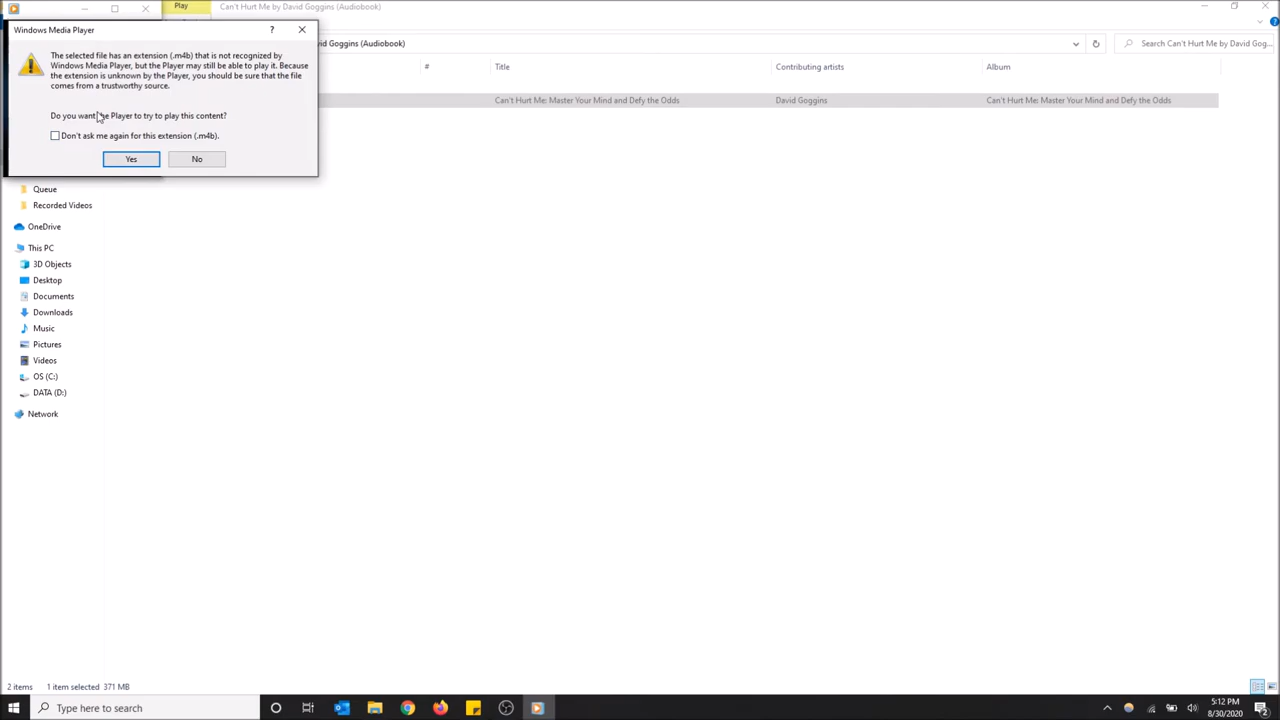 Play
Can't Hurt Me by David Goggins (Audiobook)
Windows Media Player
?
id Goggins (Audiobook)
Search Can't Hurt Me by David Gog...
The selected file has an extension (.m4b) that is not recognized by
Windows Media Player, but the Player may still be able to play it. Because
the extension is unknown by the Player, you should be sure that the file
comes from a trustworthy source.
Do you want the Player to try to play this content?
Don't ask me again for this extension (.m4b).
Yes
No
#
Title
Contributing artists
Album
Can't Hurt Me: Master Your Mind and Defy the Odds
David Goggins
Can't Hurt Me: Master Your Mind and Defy the Odds
Queue
Recorded Videos
OneDrive
This PC
3D Objects
Desktop
Documents
Downloads
Music
Pictures
Videos
OS (C:)
DATA (D:)
Network
2 items
1 item selected 371 MB
Type here to search
5:12 PM
8/30/2020
2